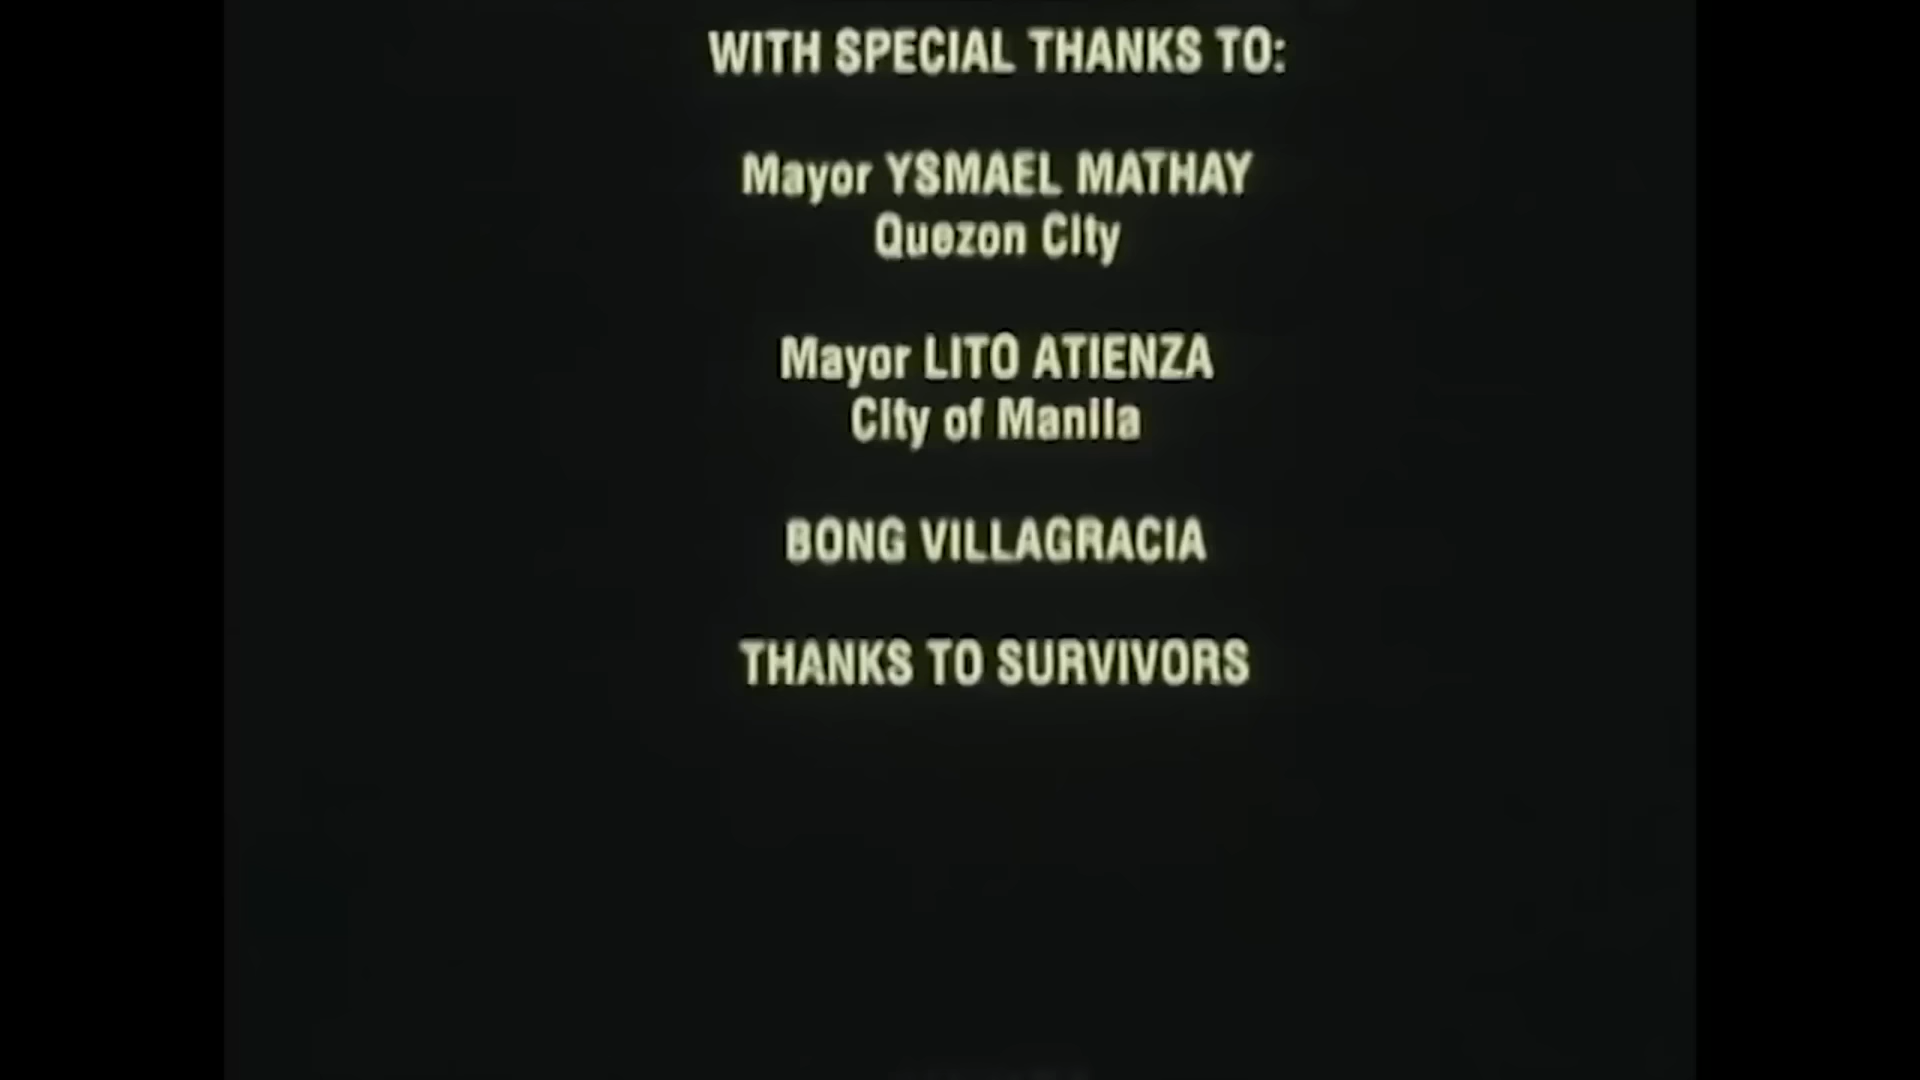 WITH SPECIAL THANKS TO:
Mayor YSMAEL MATHAY
Quezon City
Mayor LITO ATIENZA
City of Manila
BONG VILLAGRACIA
THANKS TO SURVIVORS